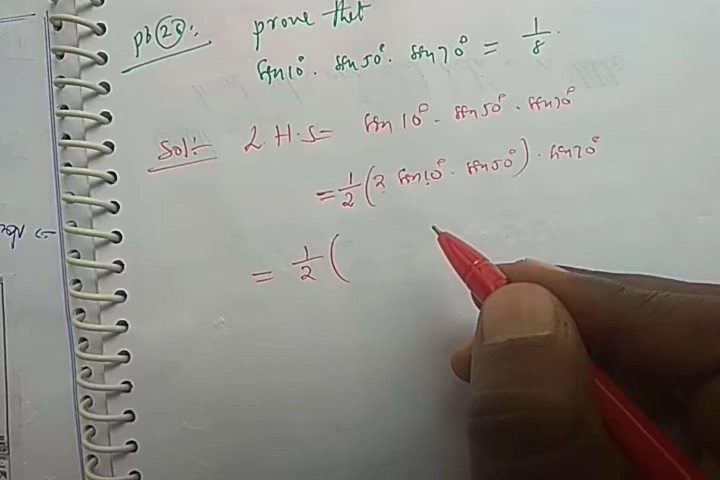 pb 28:. prove that
sin10°. sin50°. sin70° = 1/8.
Sol:- L.H.S= sin10°. sin50°. sin70°
= 1/2 (2 sin10°. sin50°). sin70°
= 1/2 (